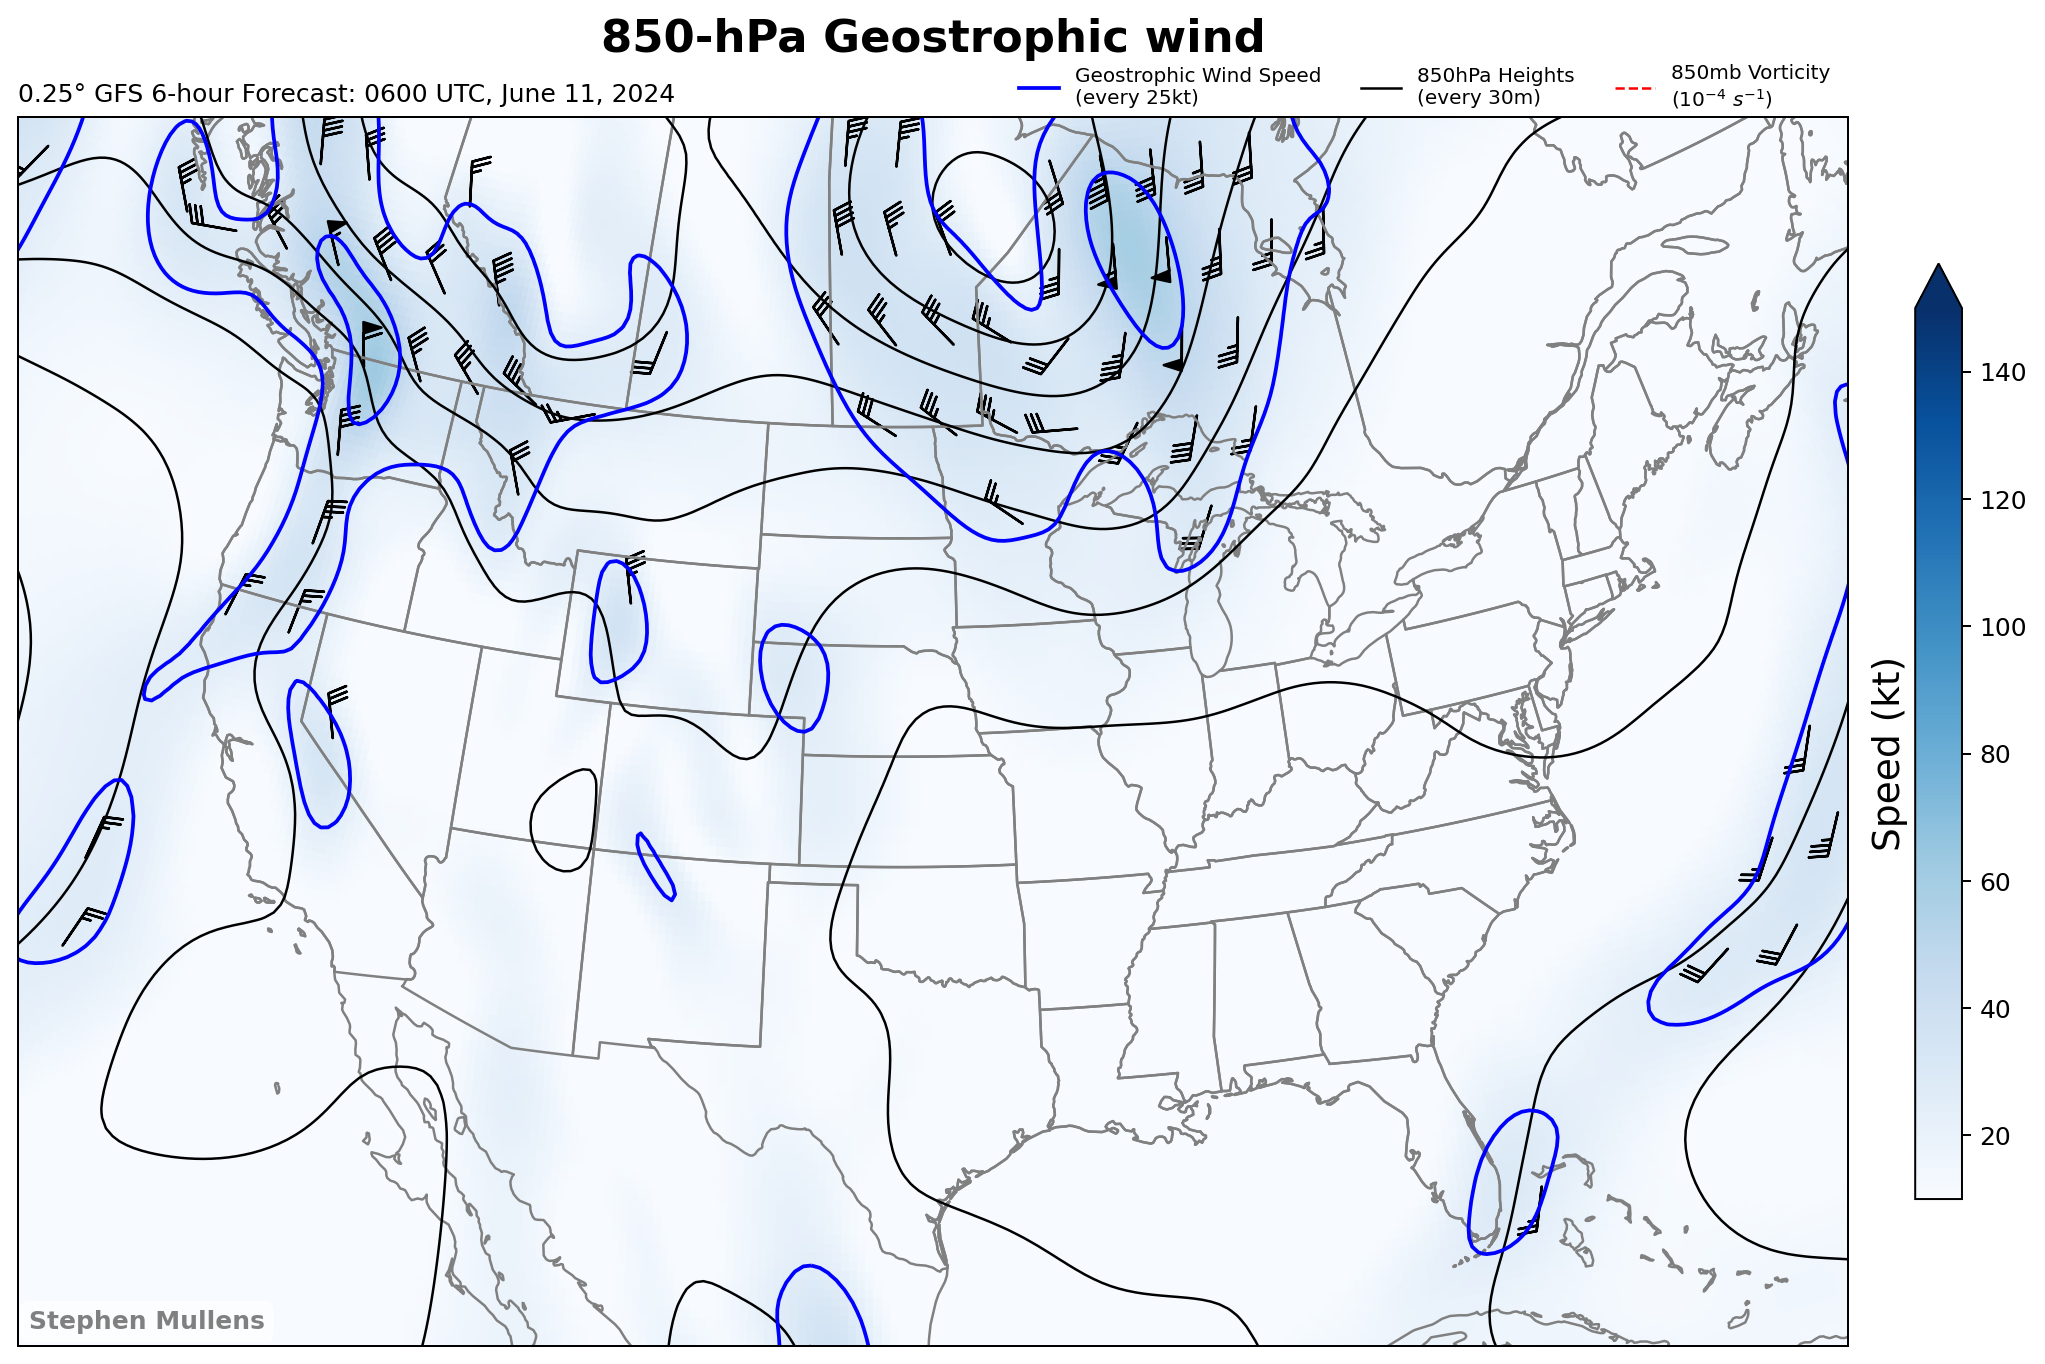 850-hPa Geostrophic wind
0.25° GFS 6-hour Forecast: 0600 UTC, June 11, 2024
Geostrophic Wind Speed
(every 25kt)
850hPa Heights
(every 30m)
850mb Vorticity
(10⁻⁴ s⁻¹)
140
120
100
80
60
40
20
Speed (kt)
Stephen Mullens